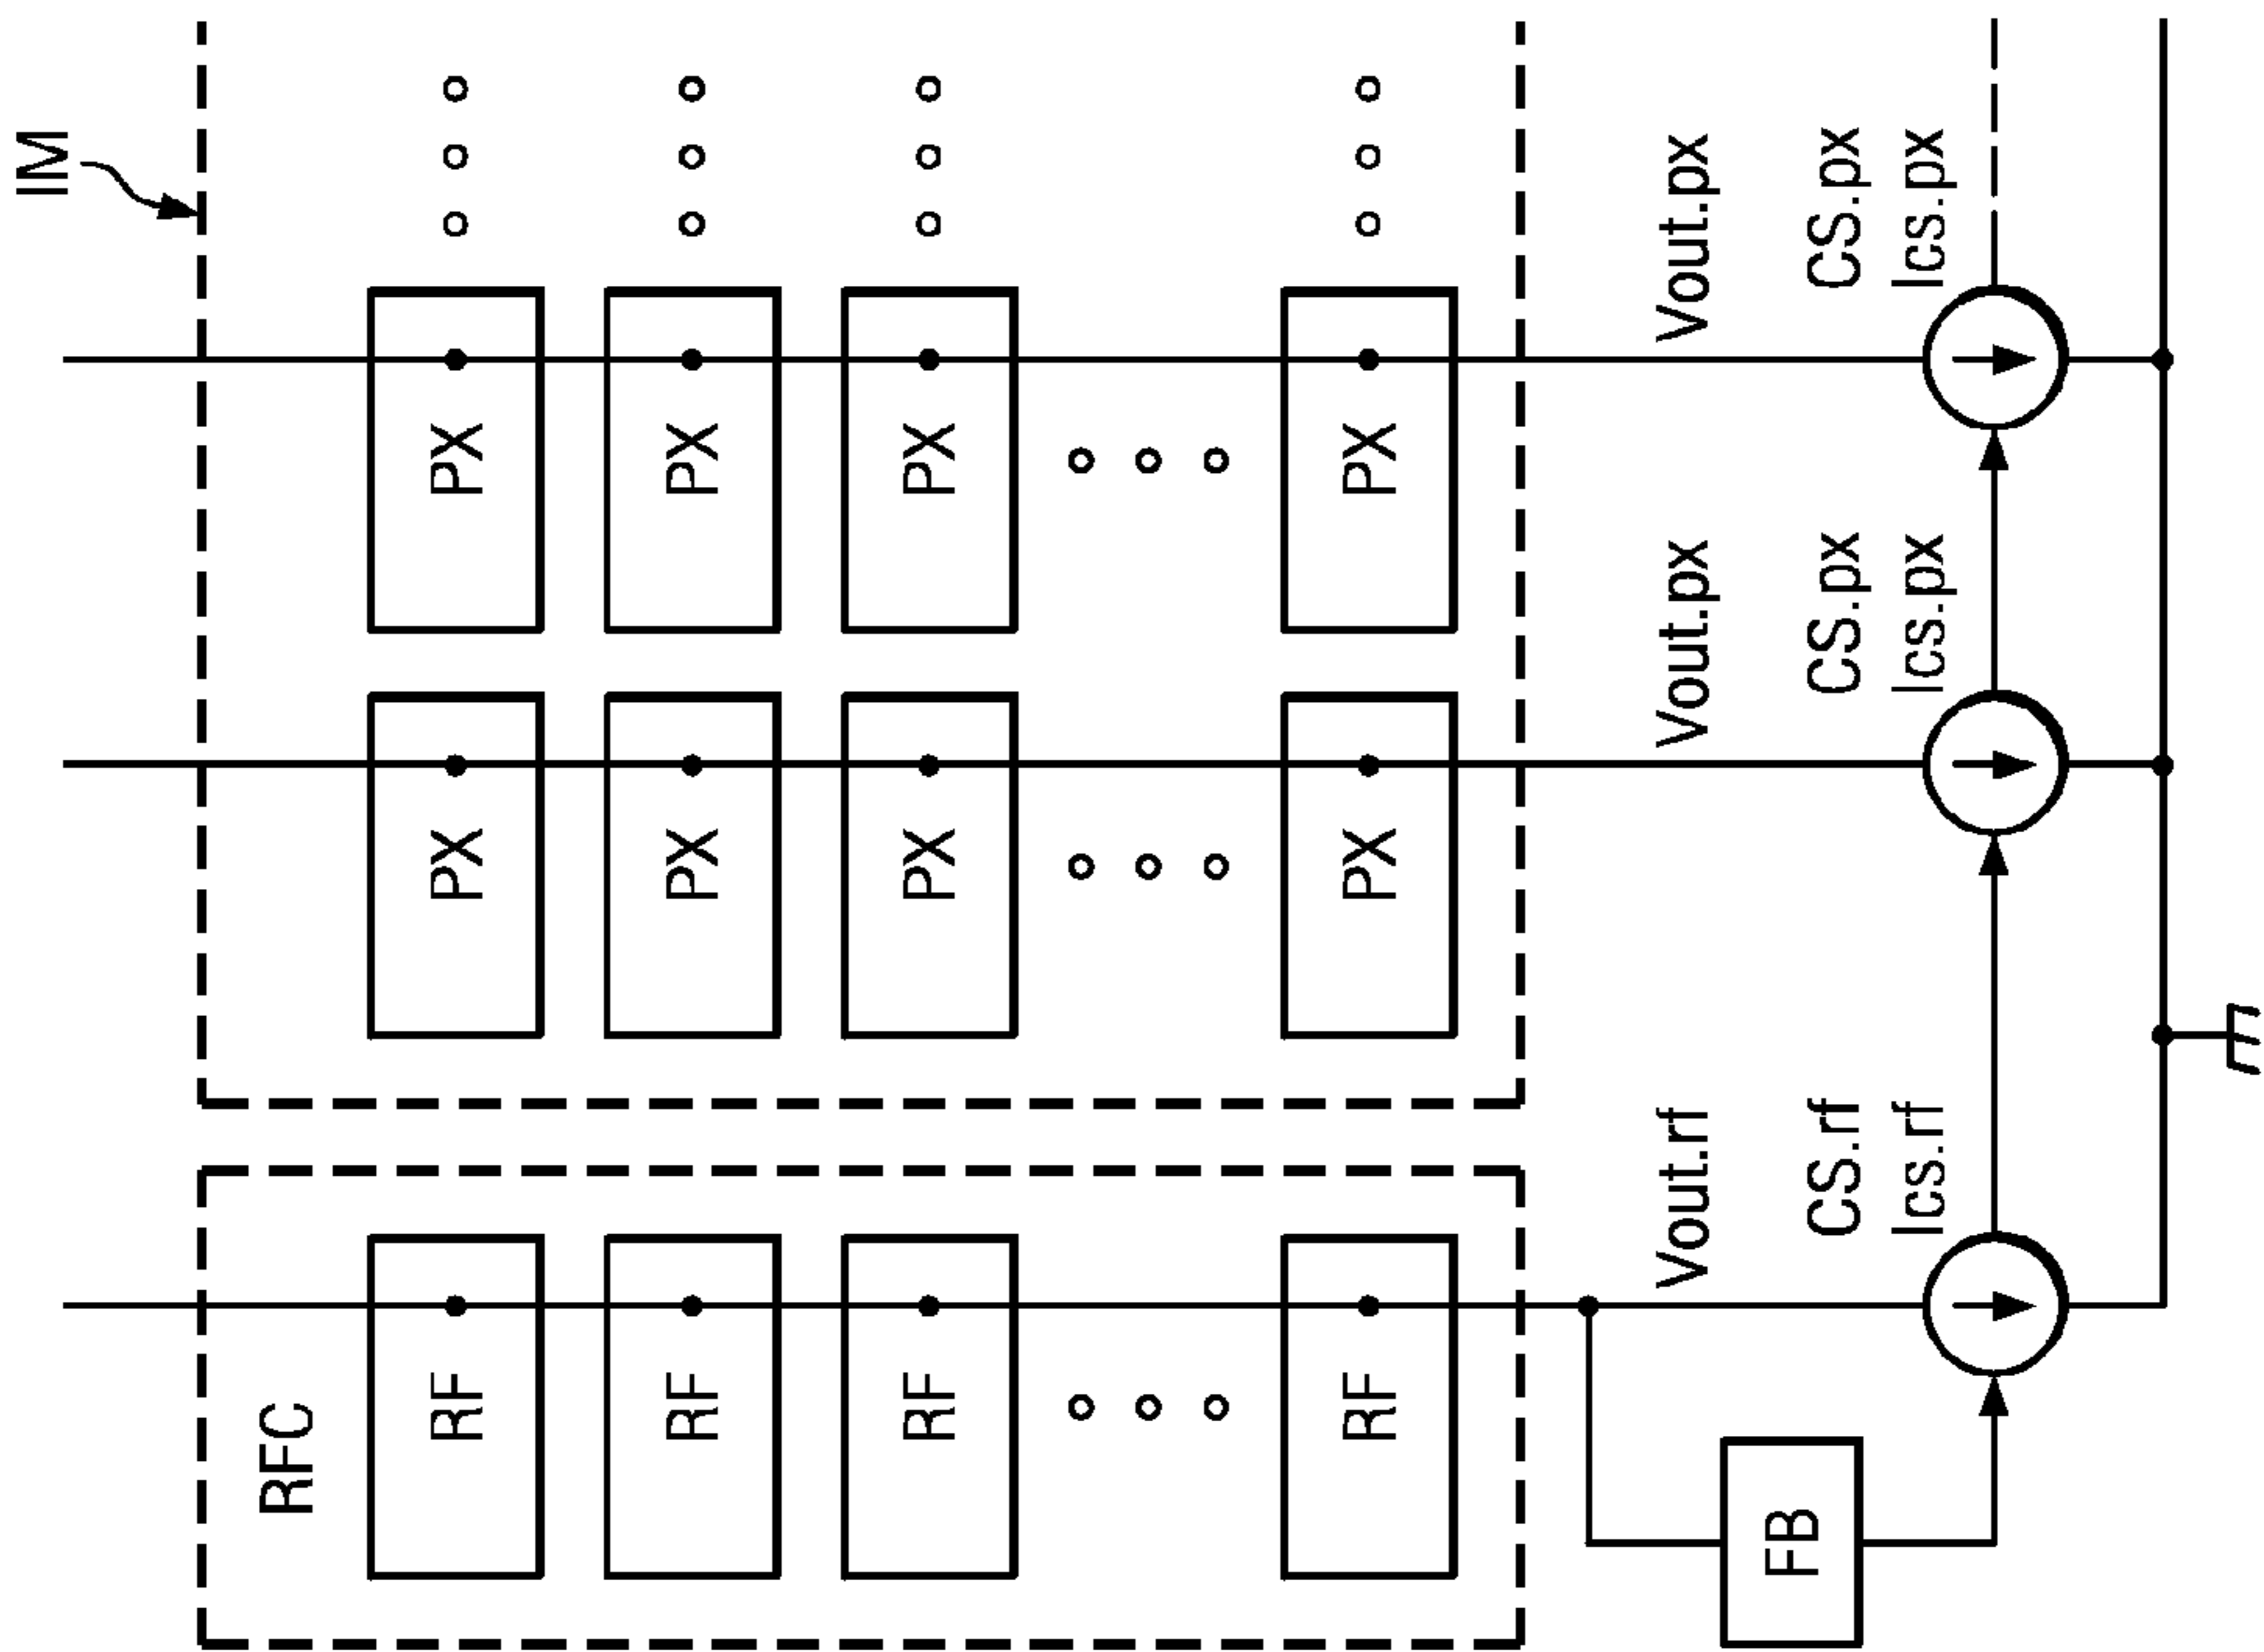 IM
RFC
RF PX PX
RF PX PX
RF PX PX
RF PX PX
Vout.rf Vout.px Vout.px
FB
CS.rf CS.px CS.px
Ics.rf Ics.px Ics.px